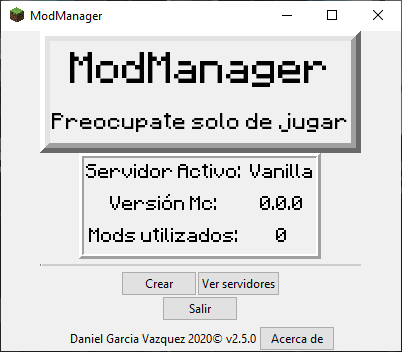 ModManager
ModManager
Preocupate solo de jugar
Servidor Activo: Vanilla
Versión Mc: 0.0.0
Mods utilizados: 0
Crear Ver servidores
Salir
Daniel Garcia Vazquez 2020© v2.5.0 Acerca de